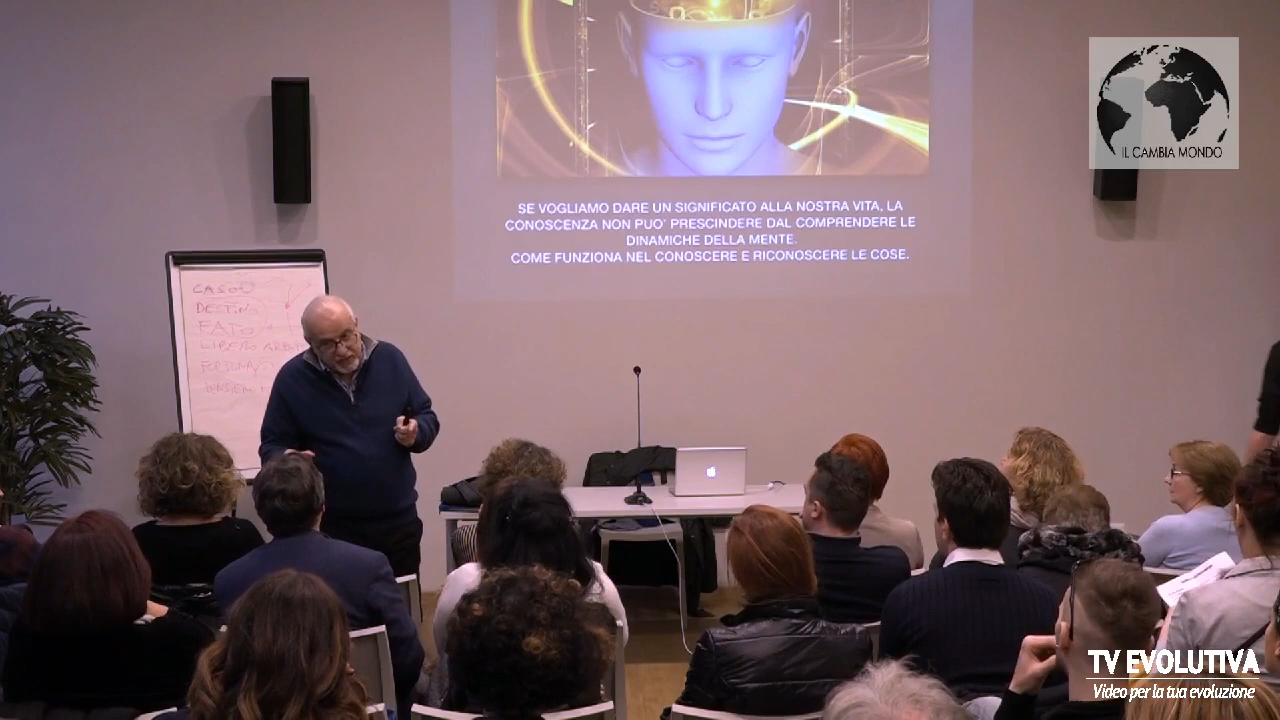 IL CAMBIA MONDO
SE VOGLIAMO DARE UN SIGNIFICATO ALLA NOSTRA VITA, LA
CONOSCENZA NON PUO' PRESCINDERE DAL COMPRENDERE LE
DINAMICHE DELLA MENTE.
COME FUNZIONA NEL CONOSCERE E RICONOSCERE LE COSE.
CASO
DESTINO
FATO
LIBERO
FORTUNA
TV EVOLUTIVA
Video per la tua evoluzione